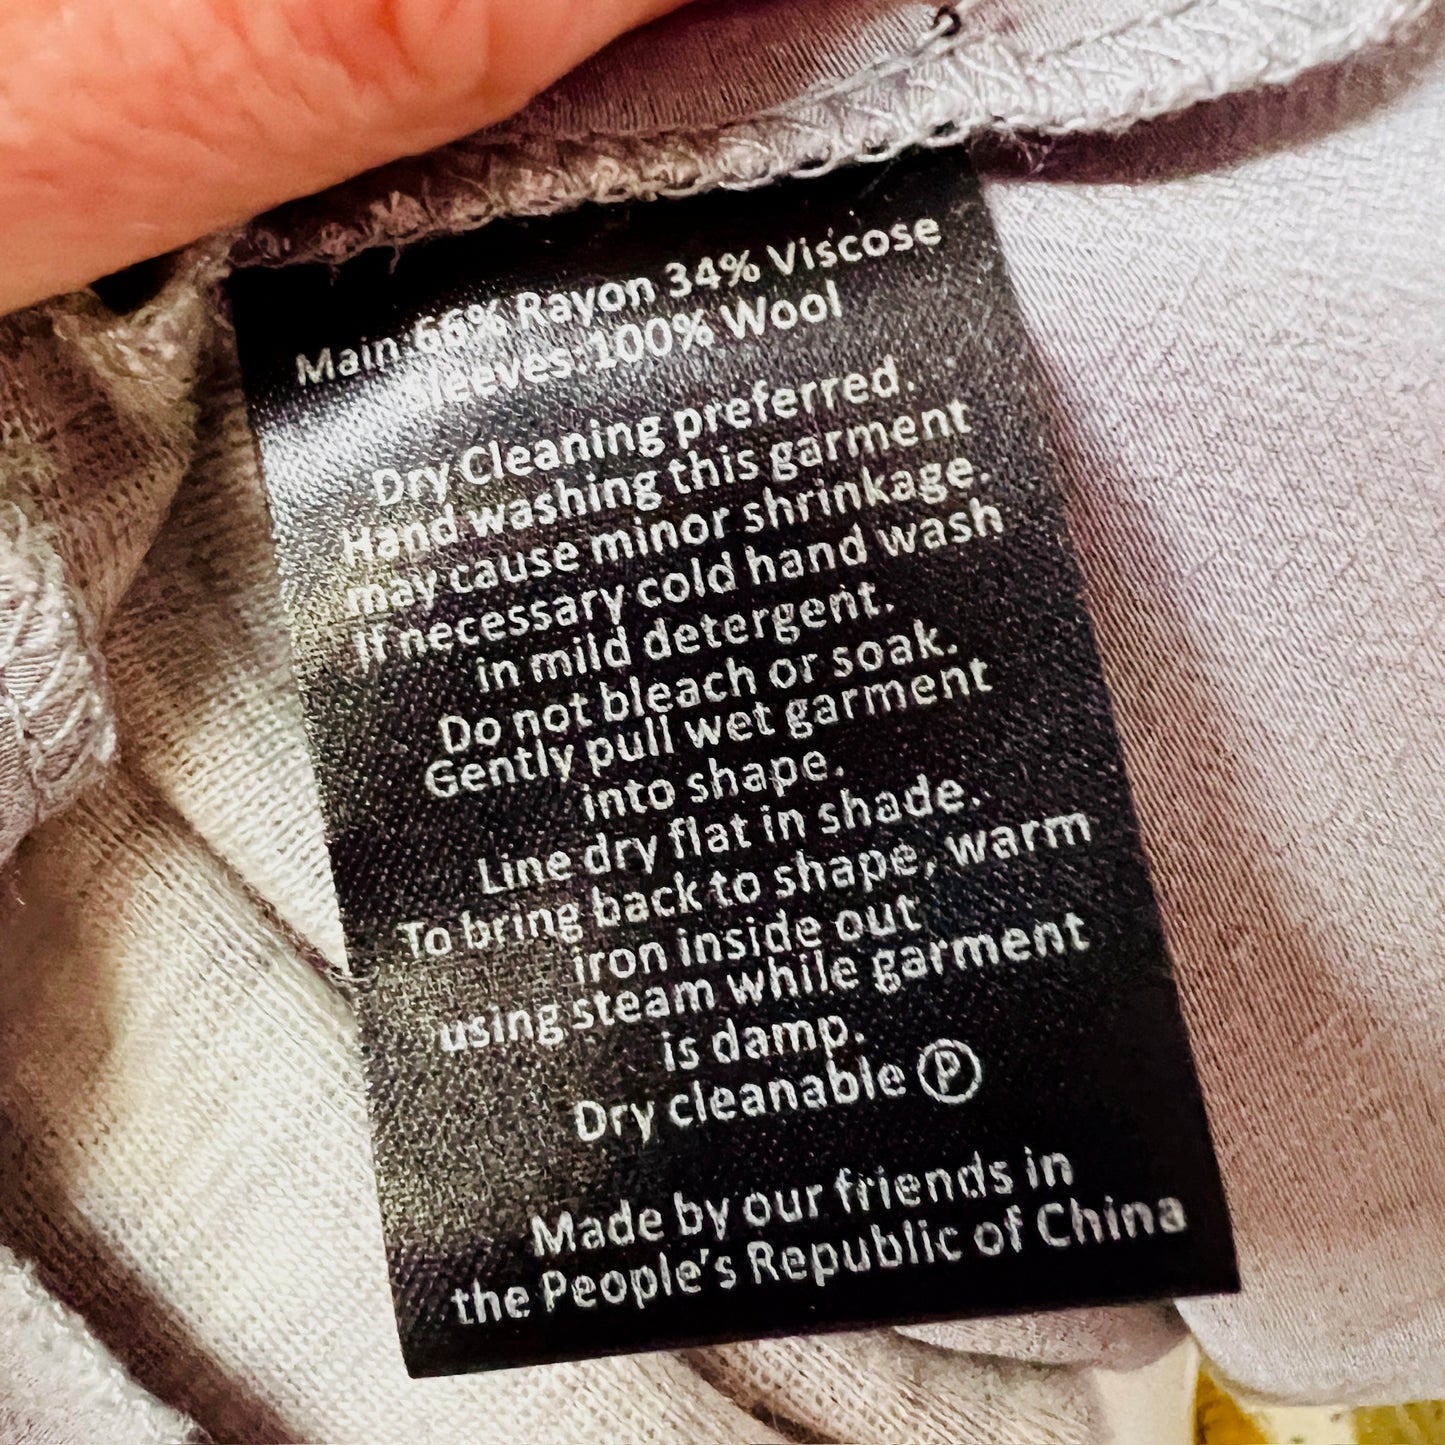 Main:66% Rayon 34% Viscose
Sleeves:100% Wool
Dry Cleaning preferred.
Hand washing this garment
may cause minor shrinkage.
If necessary cold hand wash
in mild detergent.
Do not bleach or soak.
Gently pull wet garment
into shape.
Line dry flat in shade.
To bring back to shape, warm
iron inside out
using steam while garment
is damp.
Dry cleanable Ⓟ
Made by our friends in
the People's Republic of China